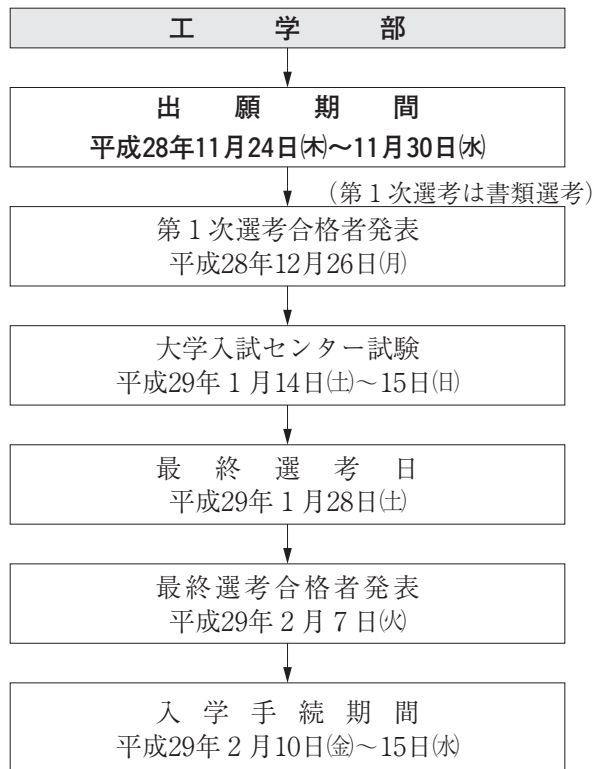 工学部
出願期間
平成28年11月24日㈭～11月30日㈬
（第１次選考は書類選考）
第１次選考合格者発表
平成28年12月26日㈪
大学入試センター試験
平成29年１月14日㈯～15日㈰
最終選考日
平成29年１月28日㈯
最終選考合格者発表
平成29年２月７日㈫
入学手続期間
平成29年２月10日㈮～15日㈬